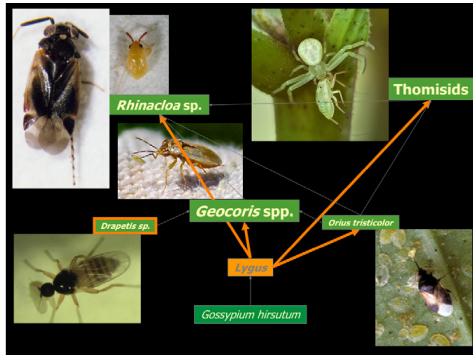 Thomisids
Rhinacloa sp.
Geocoris spp.
Drapetis sp.
Orius tristicolor
Lygus
Gossypium hirsutum